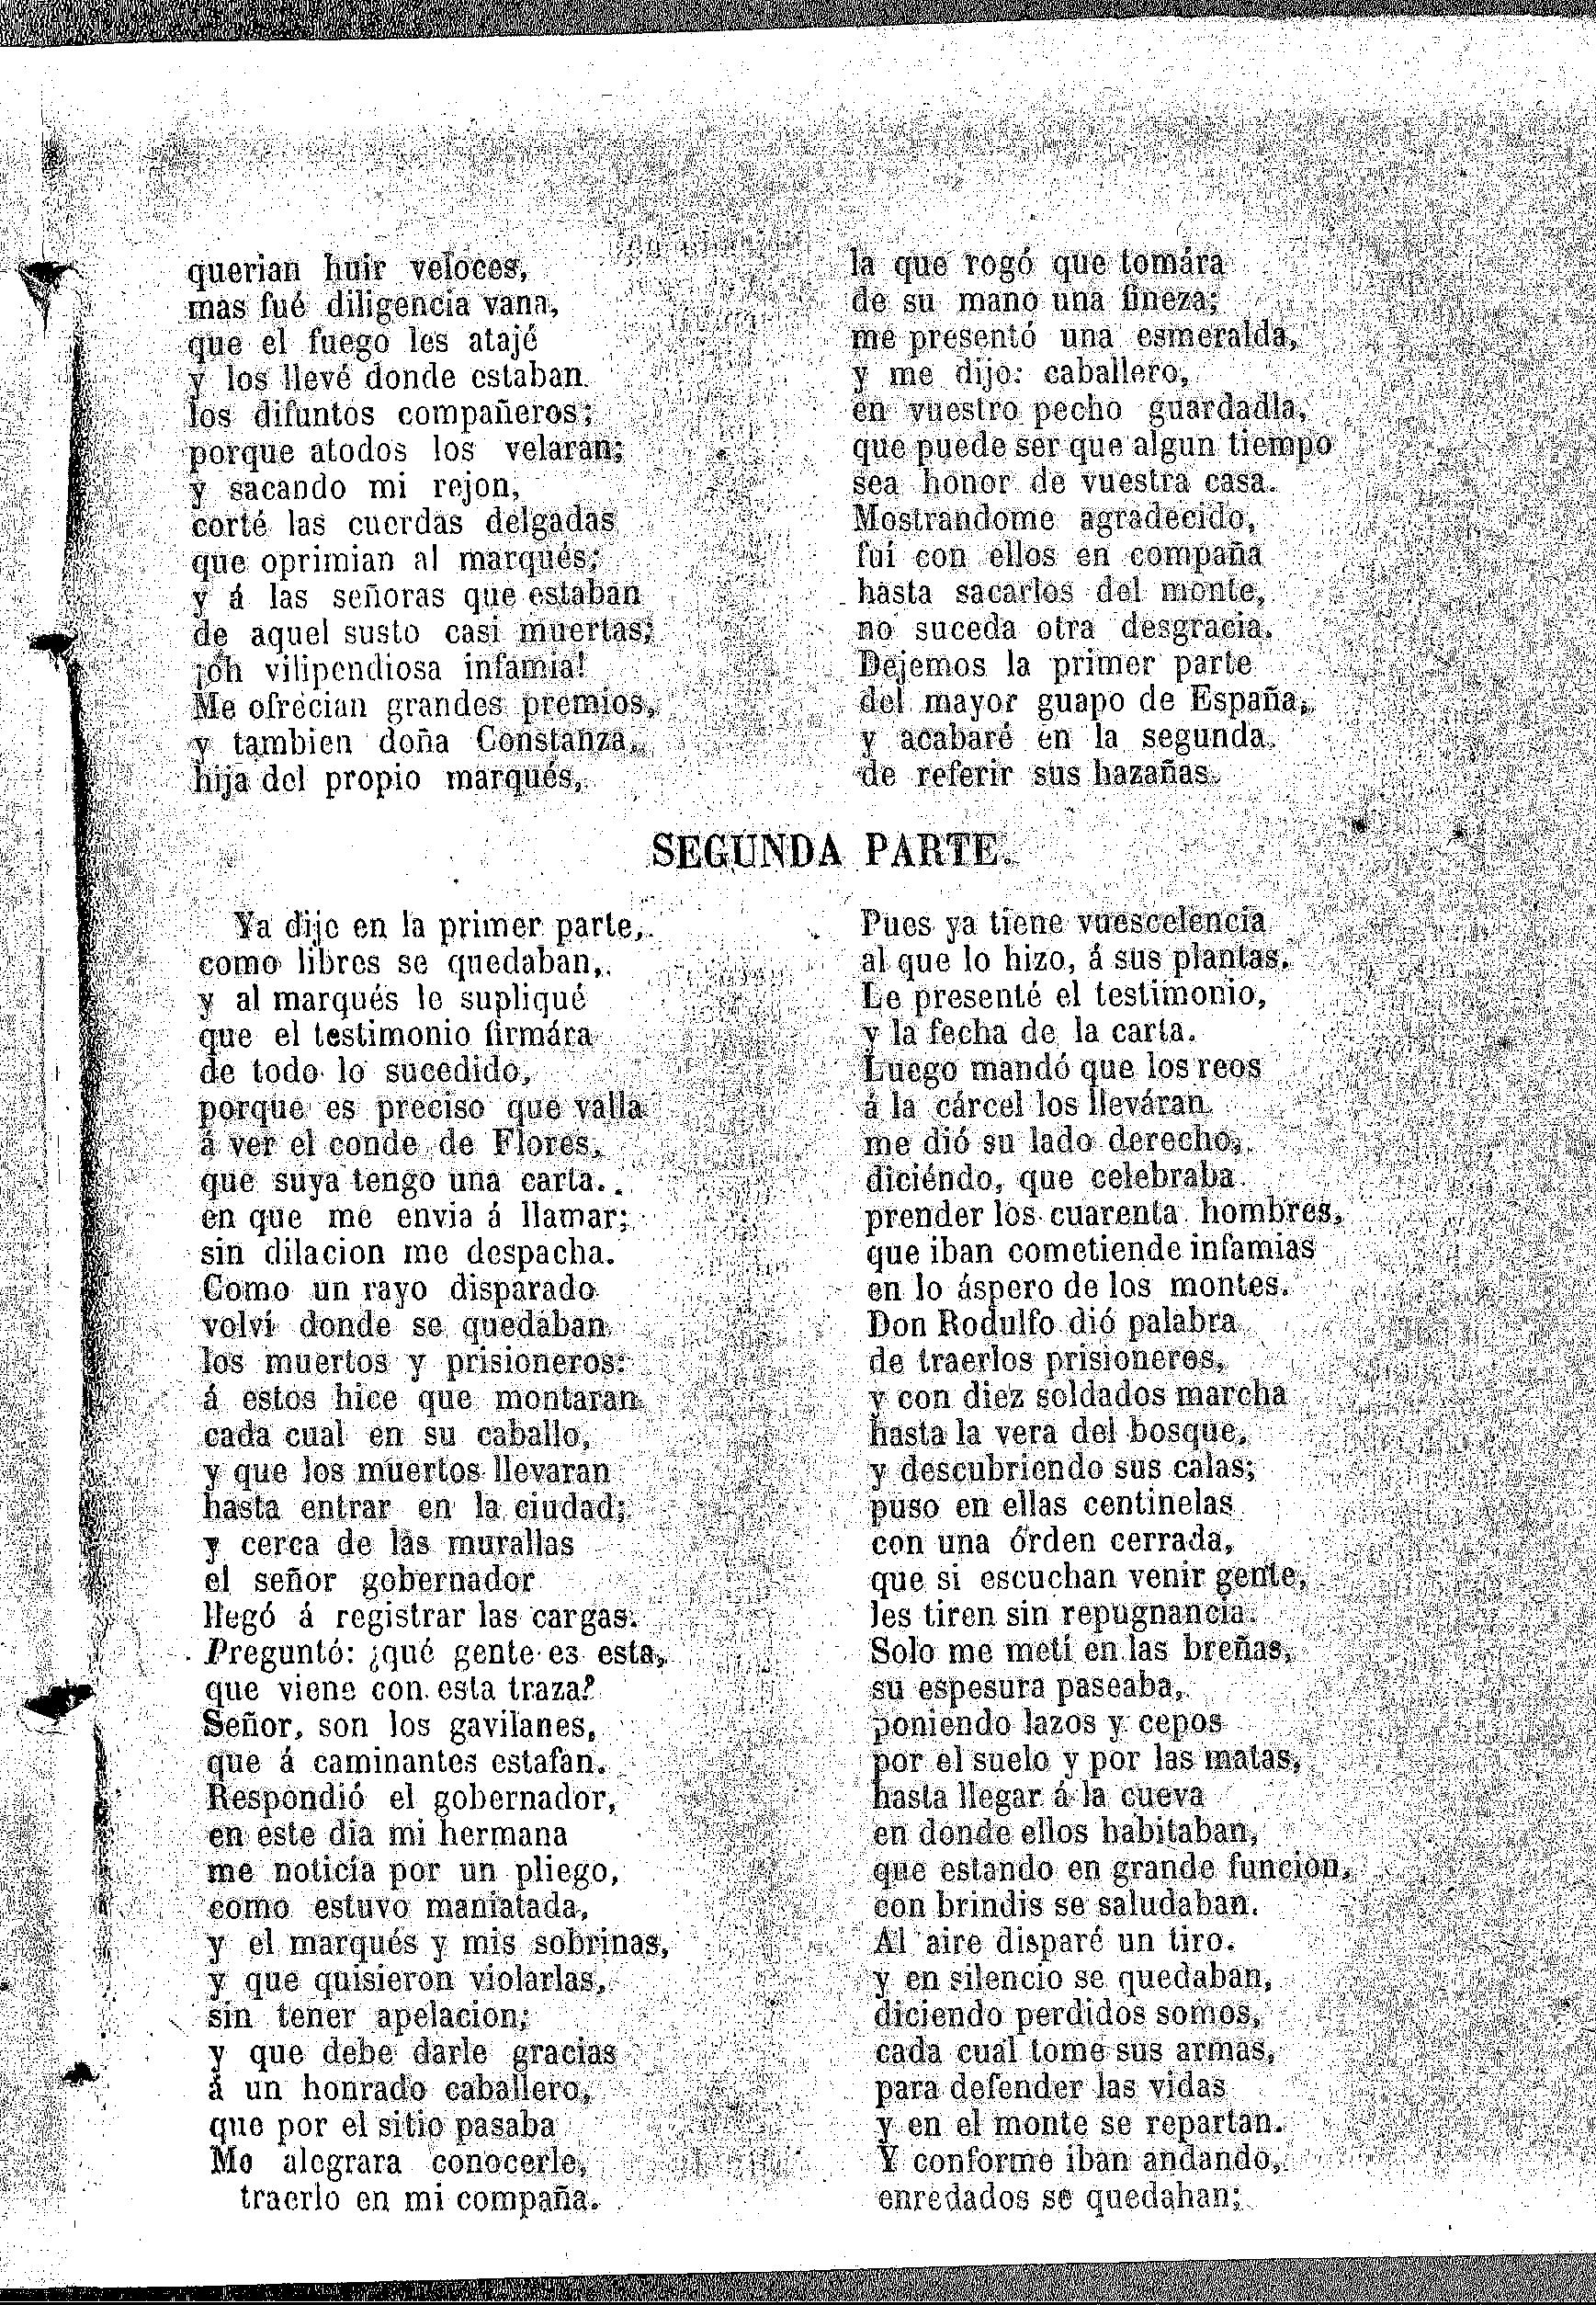 querian huir veloces,
mas fué diligencia vana,
que el fuego les atajé
y los llevé donde estaban
los difuntos compañeros;
porque atodos los velaran;
y sacando mi rejon,
corté las cuerdas delgadas
que oprimian al marqués;
y á las señoras que estaban
de aquel susto casi muertas;
¡oh vilipendiosa infamia!
Me ofrecian grandes premios,
y tambien doña Constanza,
hija del propio marqués,
la que rogó que tomára
de su mano una fineza;
me presentó una esmeralda,
y me dijo: caballero,
en vuestro pecho guardadla,
que puede ser que algun tiempo
sea honor de vuestra casa.
Mostrandome agradecido,
fuí con ellos en compaña
hasta sacarlos del monte,
no suceda otra desgracia.
Dejemos la primer parte
del mayor guapo de España,
y acabaré en la segunda
de referir sus hazañas.
SEGUNDA PARTE.
Ya dije en la primer parte,
como libres se quedaban,
y al marqués le supliqué
que el testimonio firmára
de todo lo sucedido,
porque es preciso que valla
á ver el conde de Flores,
que suya tengo una carta.
en que me envia á llamar;
sin dilacion me despacha.
Como un rayo disparado
volví donde se quedaban
los muertos y prisioneros:
á estos hice que montaran
cada cual en su caballo,
y que los muertos llevaran
hasta entrar en la ciudad;
y cerca de las murallas
el señor gobernador
llegó á registrar las cargas.
Preguntó: ¿qué gente es esta,
que viene con esta traza?
Señor, son los gavilanes,
que á caminantes estafan.
Respondió el gobernador,
en este dia mi hermana
me noticía por un pliego,
como estuvo maniatada,
y el marqués y mis sobrinas,
y que quisieron violarlas,
sin tener apelacion;
y que debe darle gracias
á un honrado caballero,
que por el sitio pasaba
Me alegrara conocerle,
traerlo en mi compaña.
Pues ya tiene vuescelencia
al que lo hizo, á sus plantas.
Le presenté el testimonio,
y la fecha de la carta.
Luego mandó que los reos
á la cárcel los lleváran
me dió su lado derecho,
diciéndo, que celebraba
prender los cuarenta hombres,
que iban cometiende infamias
en lo áspero de los montes.
Don Rodulfo dió palabra
de traerlos prisioneros,
y con diez soldados marcha
hasta la vera del bosque,
y descubriendo sus calas;
puso en ellas centinelas
con una órden cerrada,
que si escuchan venir gente,
les tiren sin repugnancia.
Solo me metí en las breñas,
su espesura paseaba,
poniendo lazos y cepos
por el suelo y por las matas,
hasta llegar á la cueva
en donde ellos habitaban,
que estando en grande funcion,
con brindis se saludaban.
Al aire disparé un tiro.
y en silencio se quedaban,
diciendo perdidos somos,
cada cual tome sus armas,
para defender las vidas
y en el monte se repartan.
Y conforme iban andando,
enredados se quedahan;